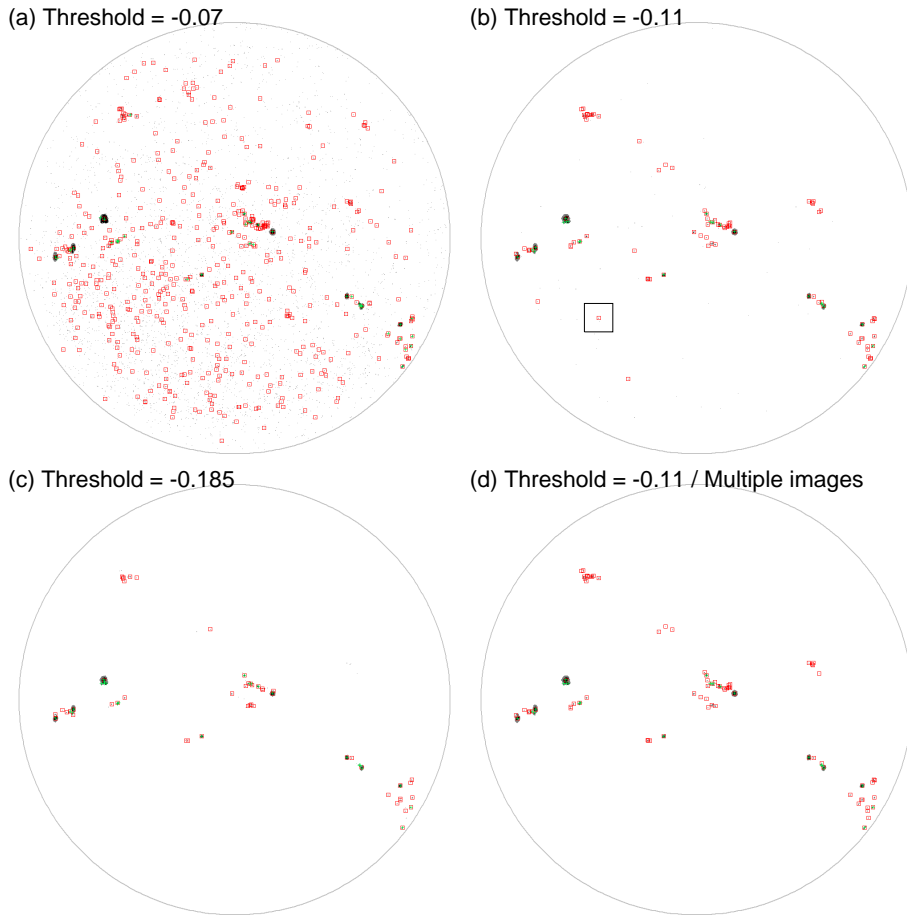 (a) Threshold = -0.07
(b) Threshold = -0.11
(c) Threshold = -0.185
(d) Threshold = -0.11 / Multiple images